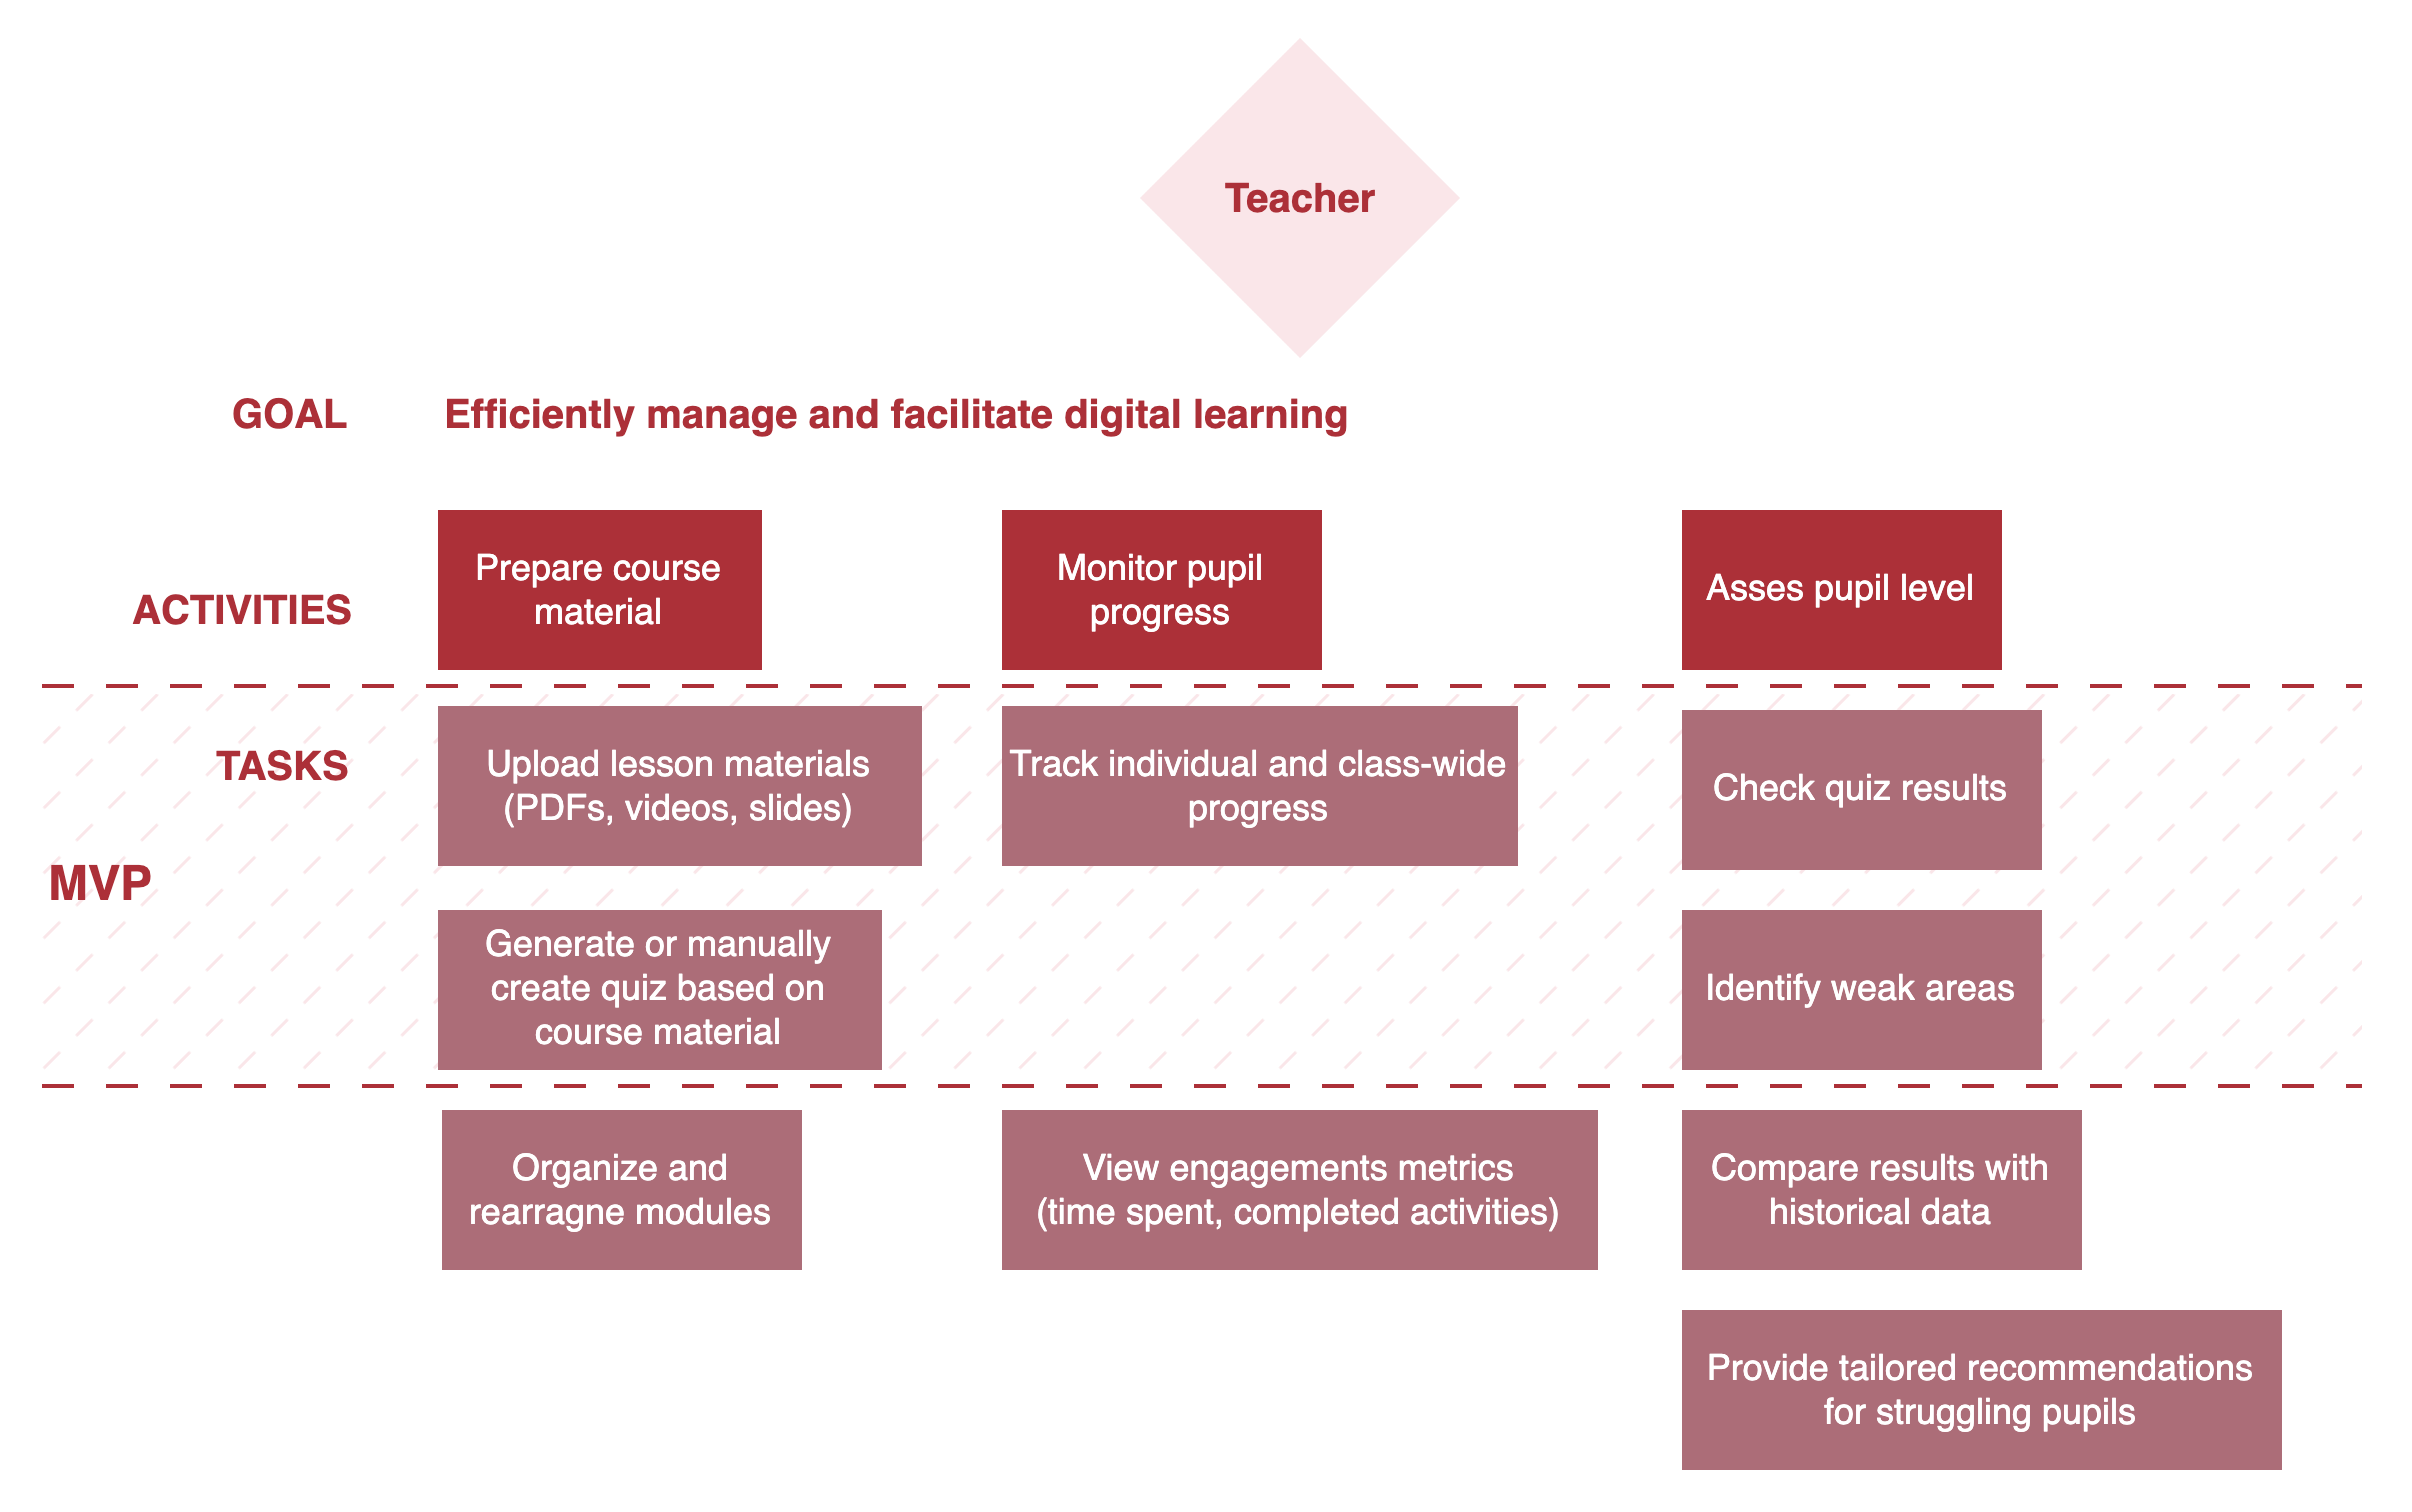 Teacher
GOAL
Efficiently manage and facilitate digital learning
ACTIVITIES
Prepare course
material
Monitor pupil
progress
Asses pupil level
TASKS
MVP
Upload lesson materials
(PDFs, videos, slides)
Track individual and class-wide
progress
Check quiz results
Generate or manually
create quiz based on
course material
Identify weak areas
Organize and
rearragne modules
View engagements metrics
(time spent, completed activities)
Compare results with
historical data
Provide tailored recommendations
for struggling pupils